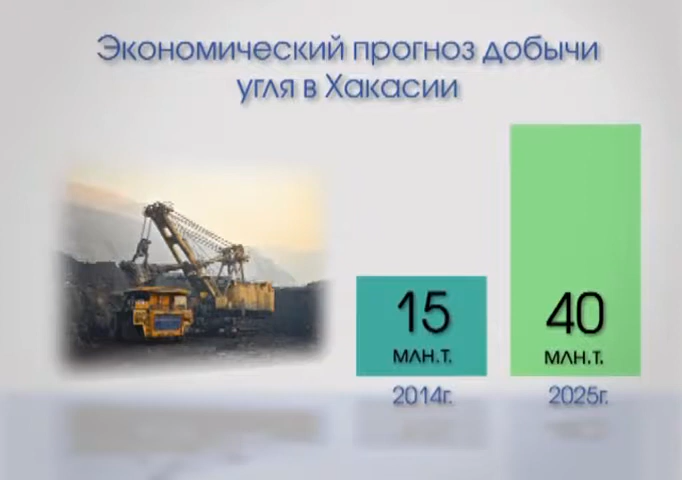 Экономический прогноз добычи
угля в Хакасии
15
млн.т.
2014г.
40
млн.т.
2025г.